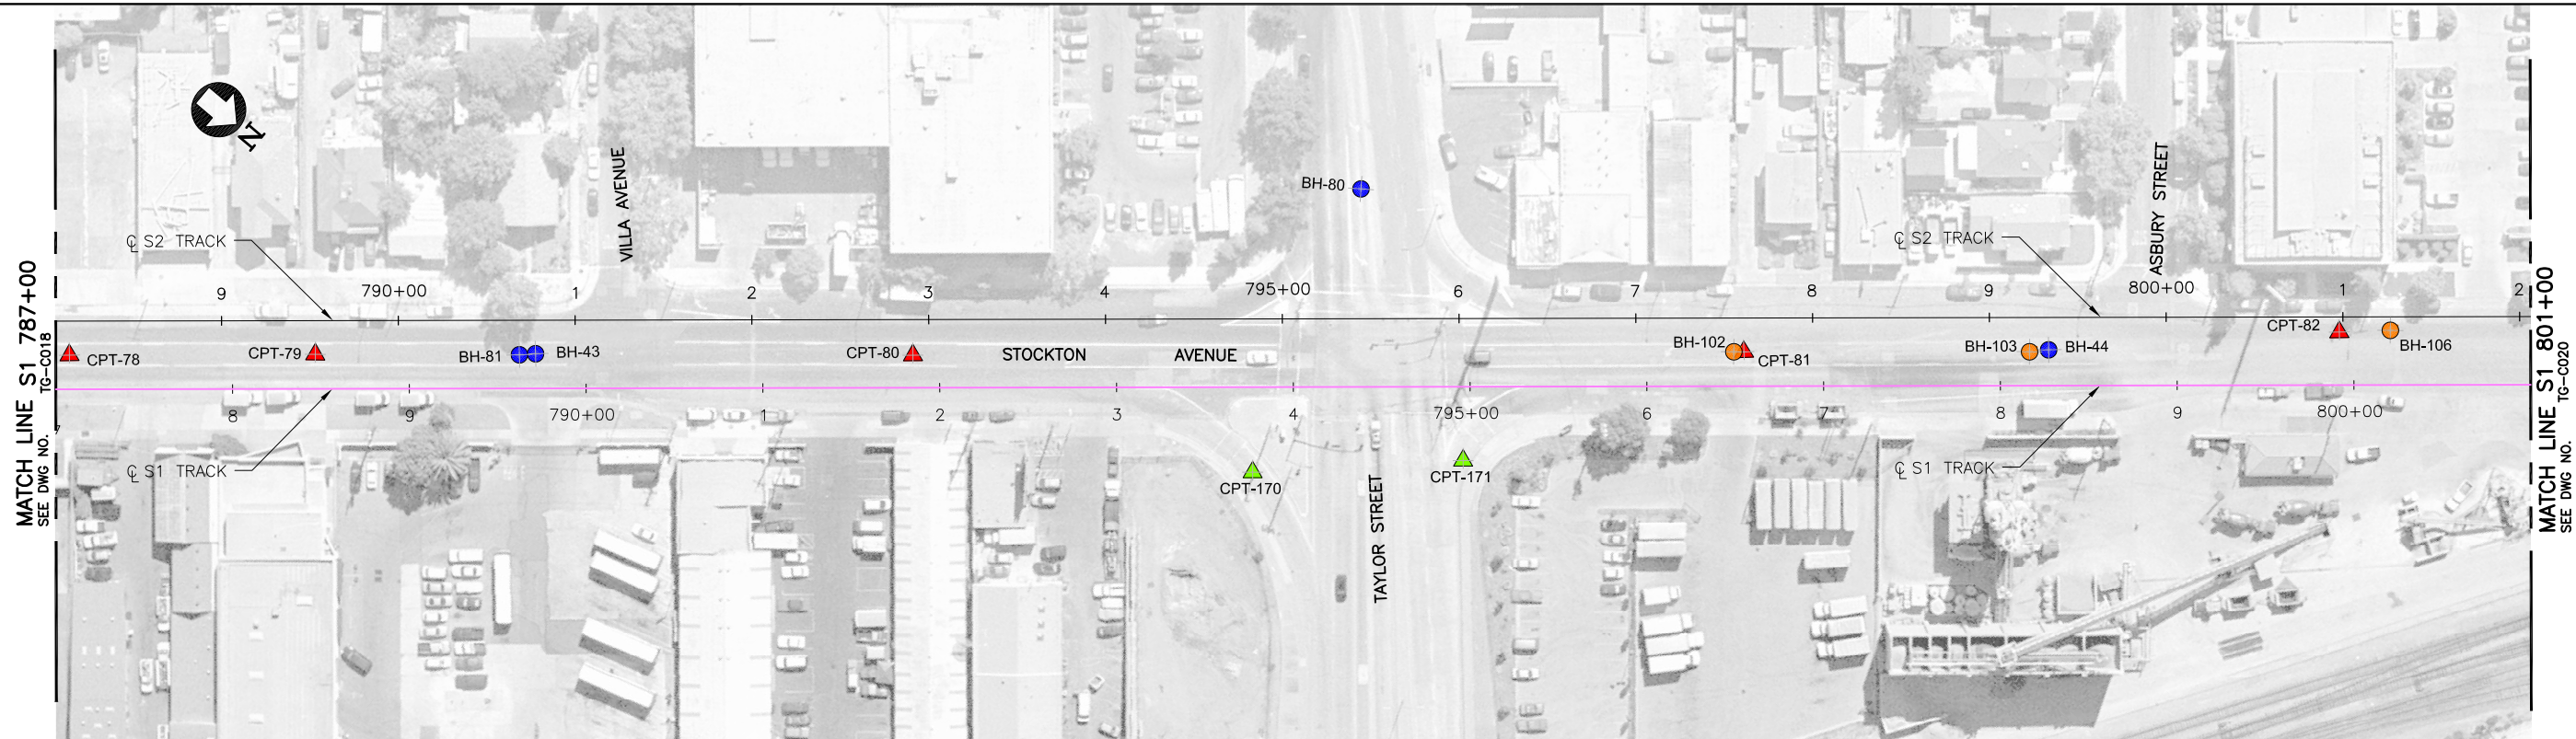 N
VILLA AVENUE
BH-80
ASBURY STREET
℄ S2 TRACK
℄ S2 TRACK
9 790+00 1 2 3 4 795+00 6 7 8 9 800+00 1 2
MATCH LINE S1 787+00
SEE DWG NO. TG-C018
CPT-78
CPT-79
BH-81
BH-43
CPT-80
STOCKTON AVENUE
BH-102
CPT-81
BH-103
BH-44
CPT-82
BH-106
MATCH LINE S1 801+00
SEE DWG NO. TG-C020
8 9 790+00 1 2 3 4 795+00 6 7 8 9 800+00
℄ S1 TRACK
CPT-170
CPT-171
℄ S1 TRACK
TAYLOR STREET